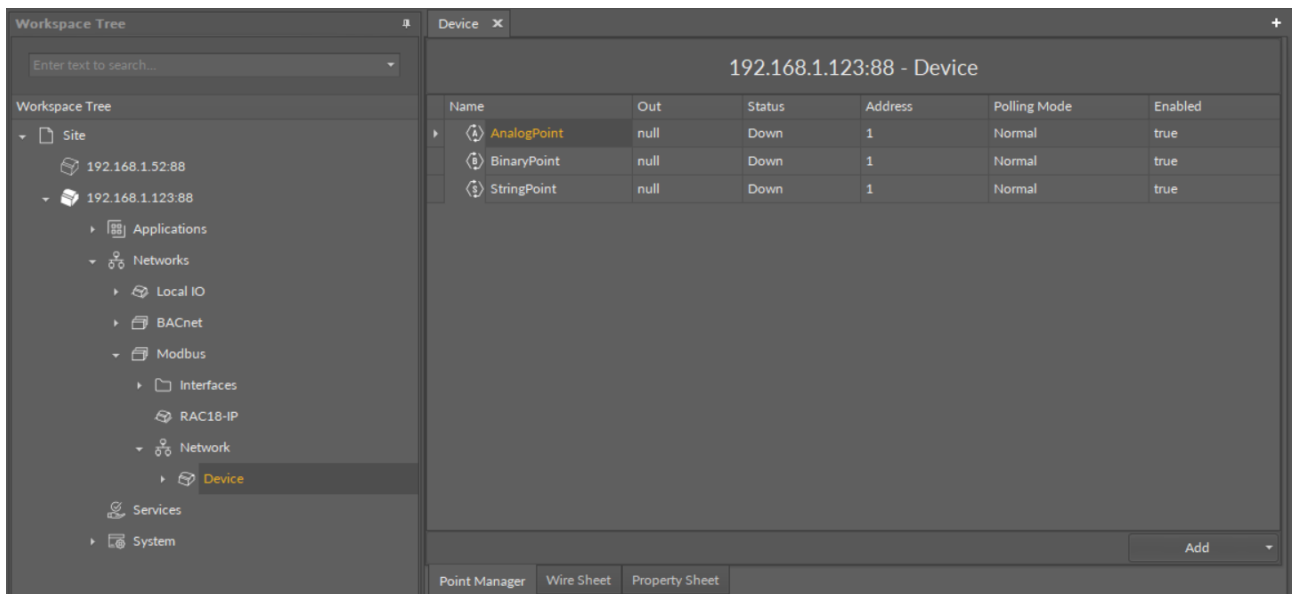 Workspace Tree
Enter text to search...
Workspace Tree
Site
192.168.1.52:88
192.168.1.123:88
Applications
Networks
Local IO
BACnet
Modbus
Interfaces
RAC18-IP
Network
Device
Services
System
Device
192.168.1.123:88 - Device
Name Out Status Address Polling Mode Enabled
A AnalogPoint null Down 1 Normal true
B BinaryPoint null Down 1 Normal true
S StringPoint null Down 1 Normal true
Add
Point Manager Wire Sheet Property Sheet